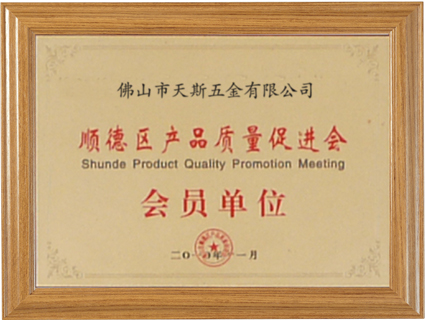 佛山市天斯五金有限公司
顺德区产品质量促进会
Shunde Product Quality Promotion Meeting
会员单位
二〇一〇年一月